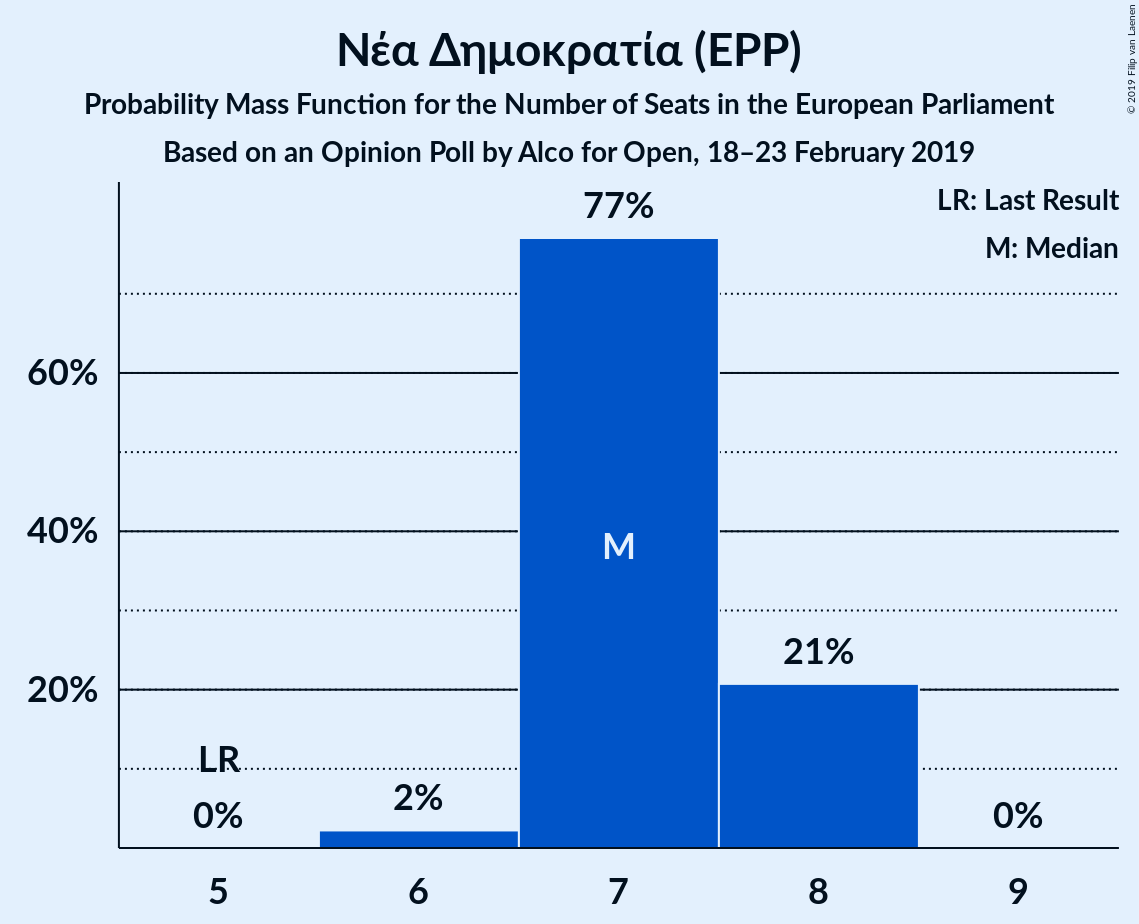 Νέα Δημοκρατία (EPP)
Probability Mass Function for the Number of Seats in the European Parliament
Based on an Opinion Poll by Alco for Open, 18–23 February 2019
© 2019 Filip van Laenen
LR: Last Result
M: Median
77%
60%
M
40%
21%
20%
LR
2%
0%
0%
5 6 7 8 9